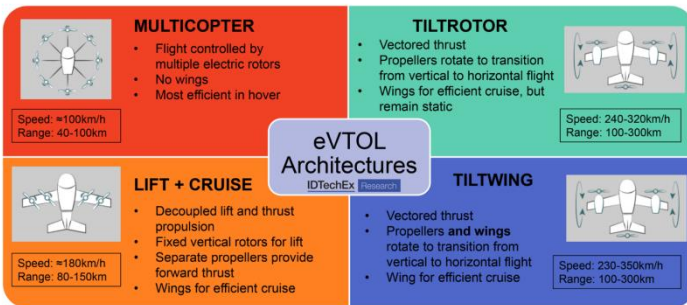 MULTICOPTER
• Flight controlled by
multiple electric rotors
• No wings
• Most efficient in hover
Speed: ≈100km/h
Range: 40-100km
TILTROTOR
• Vectored thrust
• Propellers rotate to transition
from vertical to horizontal flight
• Wings for efficient cruise, but
remain static
Speed: 240-320km/h
Range: 100-300km
eVTOL
Architectures
IDTechEx Research
LIFT + CRUISE
• Decoupled lift and thrust
propulsion
• Fixed vertical rotors for lift
• Separate propellers provide
forward thrust
• Wings for efficient cruise
Speed: ≈180km/h
Range: 80-150km
TILTWING
• Vectored thrust
• Propellers and wings
rotate to transition from
vertical to horizontal flight
• Wing for efficient cruise
Speed: 230-350km/h
Range: 100-300km